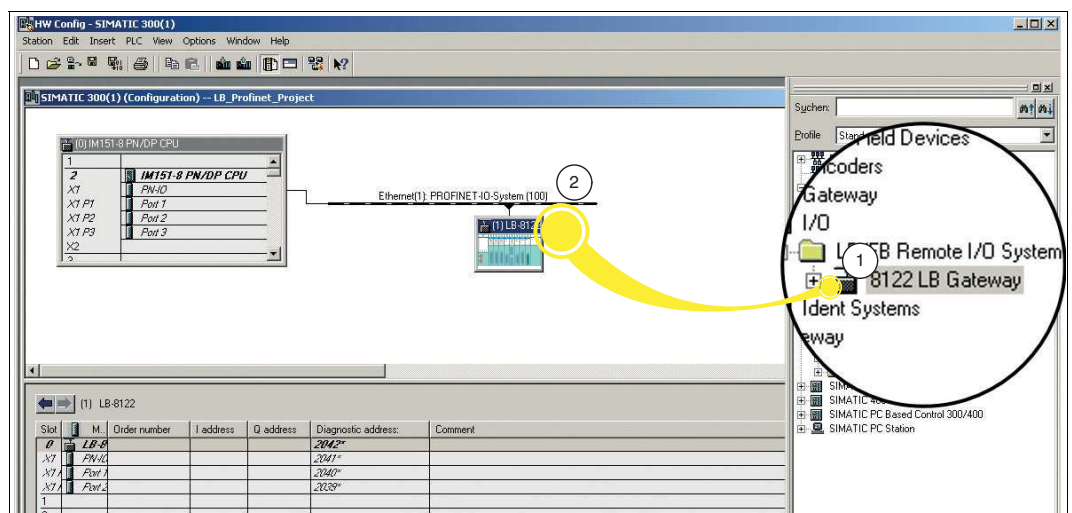 HW Config - SIMATIC 300(1)
Station Edit Insert PLC View Options Window Help
SIMATIC 300(1) (Configuration) -- LB_Profinet_Project
(0) IM151-8 PN/DP CPU
1
2 IM151-8 PN/DP CPU
X1 PN-IO
X1 P1 Port 1
X1 P2 Port 2
X1 P3 Port 3
X2
Ethernet(1): PROFINET-IO-System (100)
2
(1) LB-8122
Suchen:
Profile
Field Devices
Gateway
I/O
1
Remote I/O System
8122 LB Gateway
Ident Systems
SIMATIC PC Based Control 300/400
SIMATIC PC Station
(1) LB-8122
Slot M.. Order number I address Q address Diagnostic address: Comment
0 LB-8 2042*
X1 PN-IO 2041*
X1 Port 1 2040*
X1 Port 2 2039*
1